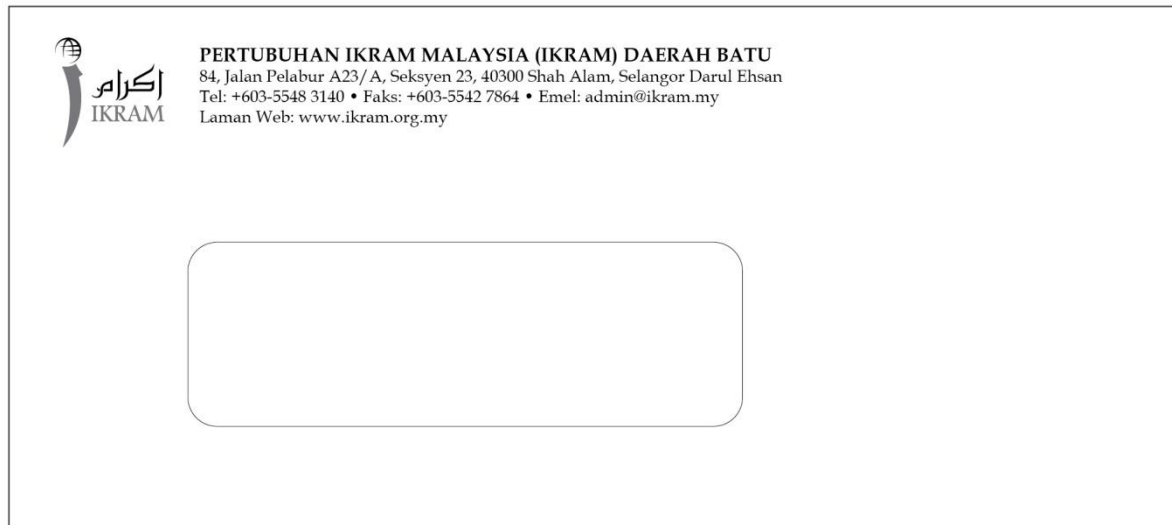 اكرام
IKRAM
PERTUBUHAN IKRAM MALAYSIA (IKRAM) DAERAH BATU
84, Jalan Pelabur A23/A, Seksyen 23, 40300 Shah Alam, Selangor Darul Ehsan
Tel: +603-5548 3140 • Faks: +603-5542 7864 • Emel: admin@ikram.my
Laman Web: www.ikram.org.my